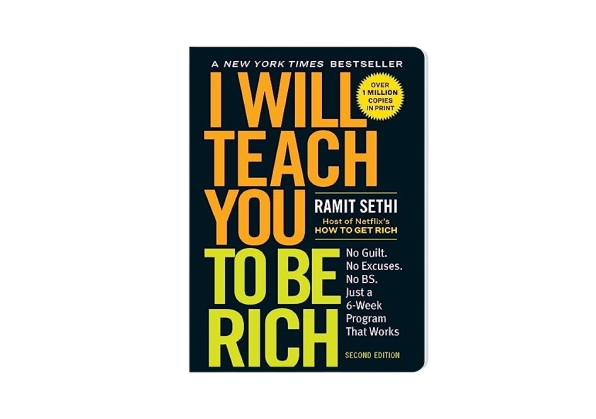 A NEW YORK TIMES BESTSELLER
I WILL
TEACH
YOU
TO BE
RICH
OVER
1 MILLION
COPIES
IN PRINT
RAMIT SETHI
Host of Netflix's
HOW TO GET RICH
No Guilt.
No Excuses.
No BS.
Just a
6-Week
Program
That Works
SECOND EDITION